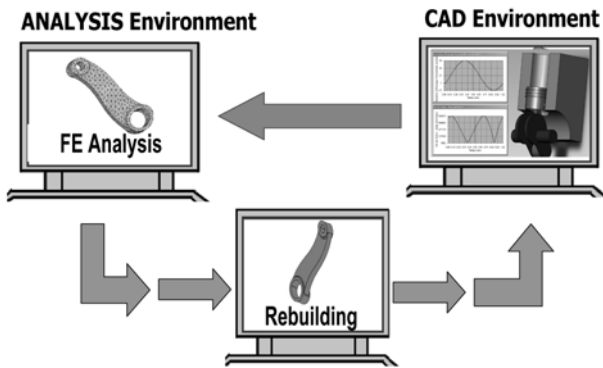 ANALYSIS Environment
CAD Environment
FE Analysis
Rebuilding